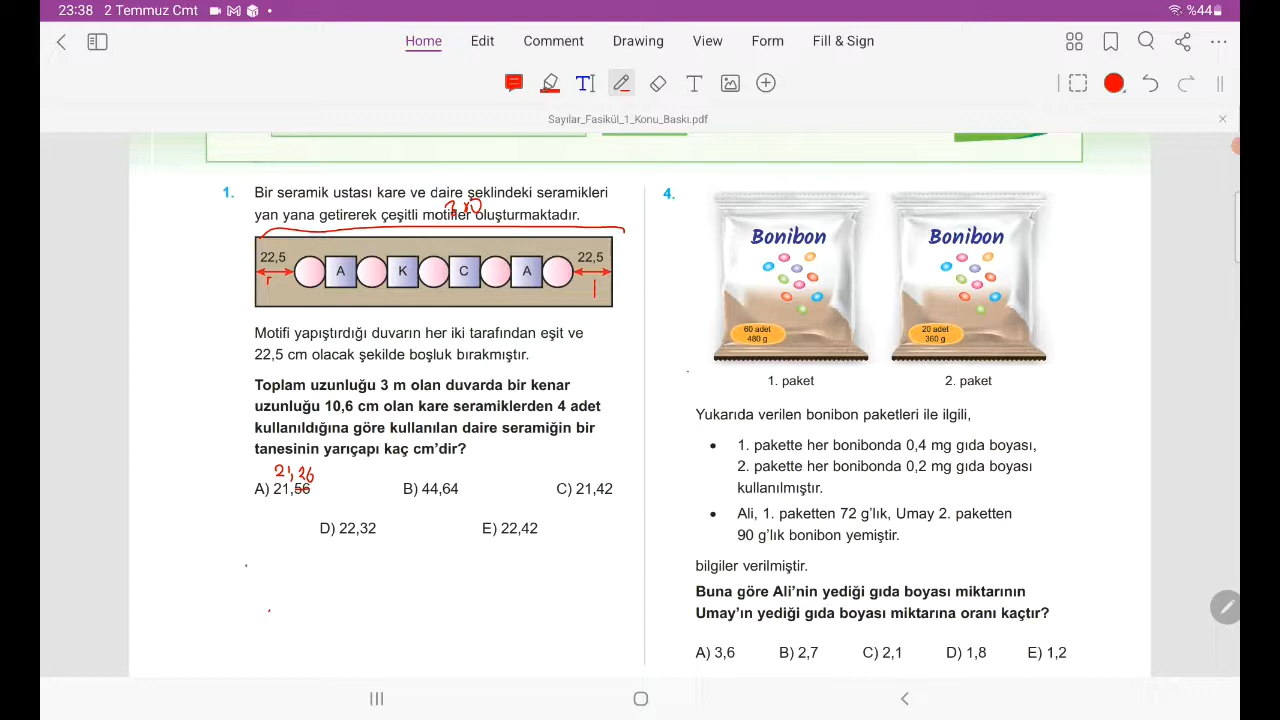 23:38 2 Temmuz Cmt
%44
Home Edit Comment Drawing View Form Fill & Sign
Sayılar_Fasikül_1_Konu_Baskı.pdf
1. Bir seramik ustası kare ve daire şeklindeki seramikleri
yan yana getirerek çeşitli motifler oluşturmaktadır.
300
22,5 A K C A 22,5
Motifi yapıştırdığı duvarın her iki tarafından eşit ve
22,5 cm olacak şekilde boşluk bırakmıştır.
Toplam uzunluğu 3 m olan duvarda bir kenar
uzunluğu 10,6 cm olan kare seramiklerden 4 adet
kullanıldığına göre kullanılan daire seramiğin bir
tanesinin yarıçapı kaç cm'dir?
21,26
A) 21,56 B) 44,64 C) 21,42
D) 22,32 E) 22,42
4.
Bonibon
60 adet
480 g
1. paket
Bonibon
20 adet
360 g
2. paket
Yukarıda verilen bonibon paketleri ile ilgili,
• 1. pakette her bonibonda 0,4 mg gıda boyası,
2. pakette her bonibonda 0,2 mg gıda boyası
kullanılmıştır.
• Ali, 1. paketten 72 g'lık, Umay 2. paketten
90 g'lık bonibon yemiştir.
bilgiler verilmiştir.
Buna göre Ali'nin yediği gıda boyası miktarının
Umay'ın yediği gıda boyası miktarına oranı kaçtır?
A) 3,6 B) 2,7 C) 2,1 D) 1,8 E) 1,2